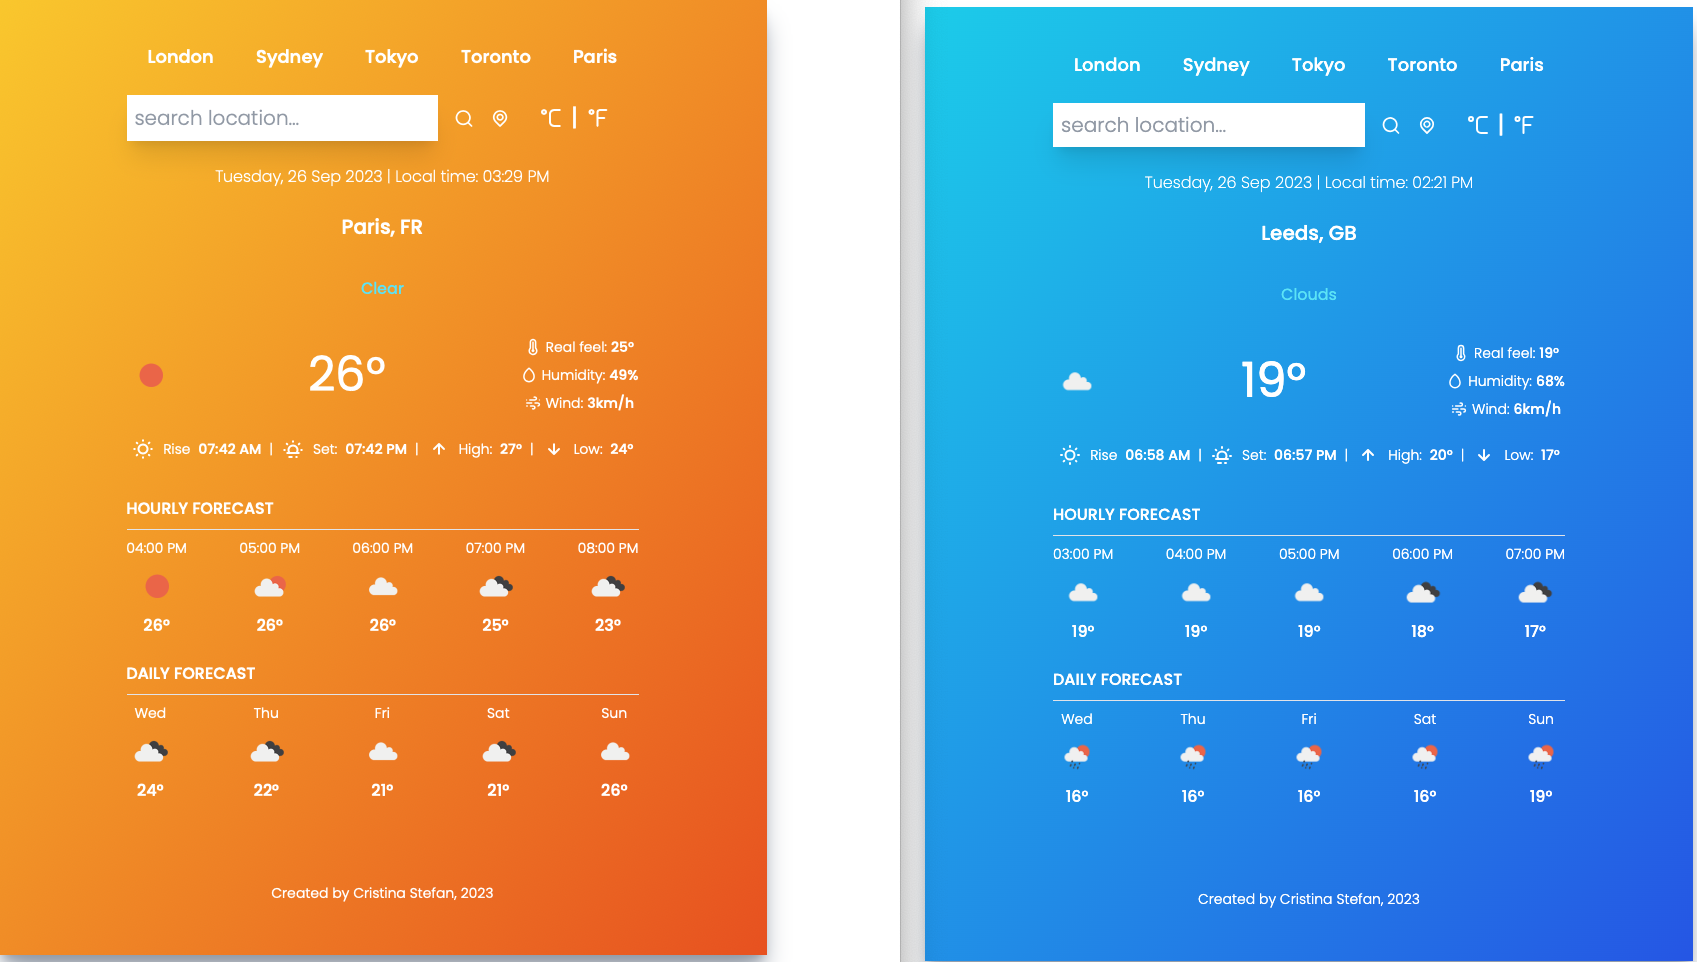 London Sydney Tokyo Toronto Paris
search location...
°C | °F
Tuesday, 26 Sep 2023 | Local time: 03:29 PM
Paris, FR
Clear
26°
Real feel: 25°
Humidity: 49%
Wind: 3km/h
Rise 07:42 AM | Set: 07:42 PM | High: 27° | Low: 24°
HOURLY FORECAST
04:00 PM 05:00 PM 06:00 PM 07:00 PM 08:00 PM
26° 26° 26° 25° 23°
DAILY FORECAST
Wed Thu Fri Sat Sun
24° 22° 21° 21° 26°
Created by Cristina Stefan, 2023
London Sydney Tokyo Toronto Paris
search location...
°C | °F
Tuesday, 26 Sep 2023 | Local time: 02:21 PM
Leeds, GB
Clouds
19°
Real feel: 19°
Humidity: 68%
Wind: 6km/h
Rise 06:58 AM | Set: 06:57 PM | High: 20° | Low: 17°
HOURLY FORECAST
03:00 PM 04:00 PM 05:00 PM 06:00 PM 07:00 PM
19° 19° 19° 18° 17°
DAILY FORECAST
Wed Thu Fri Sat Sun
16° 16° 16° 16° 19°
Created by Cristina Stefan, 2023